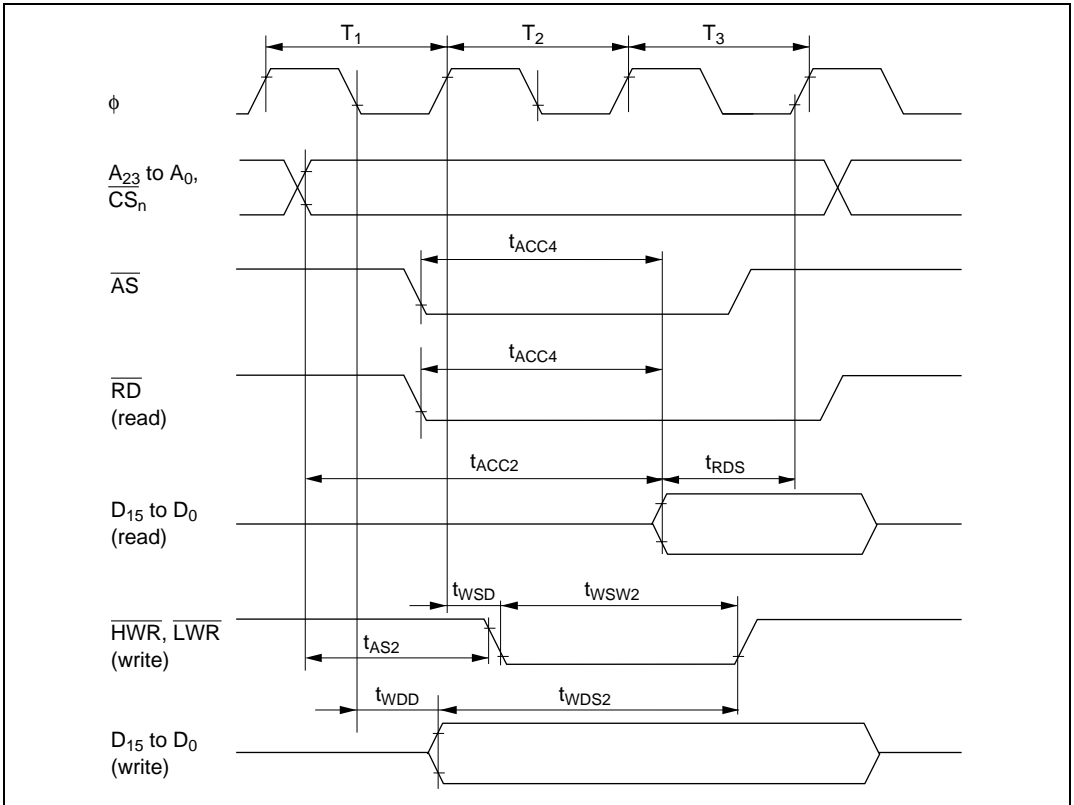 T1 T2 T3
ϕ
A23 to A0,
CSn
tACC4
AS
tACC4
RD
(read)
tACC2 tRDS
D15 to D0
(read)
tWSD tWSW2
HWR, LWR
(write)
tAS2
tWDD tWDS2
D15 to D0
(write)